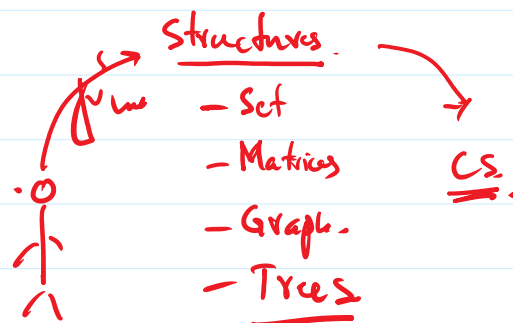 Structures.
- Set
- Matrices
CS.
- Graph.
- Trees